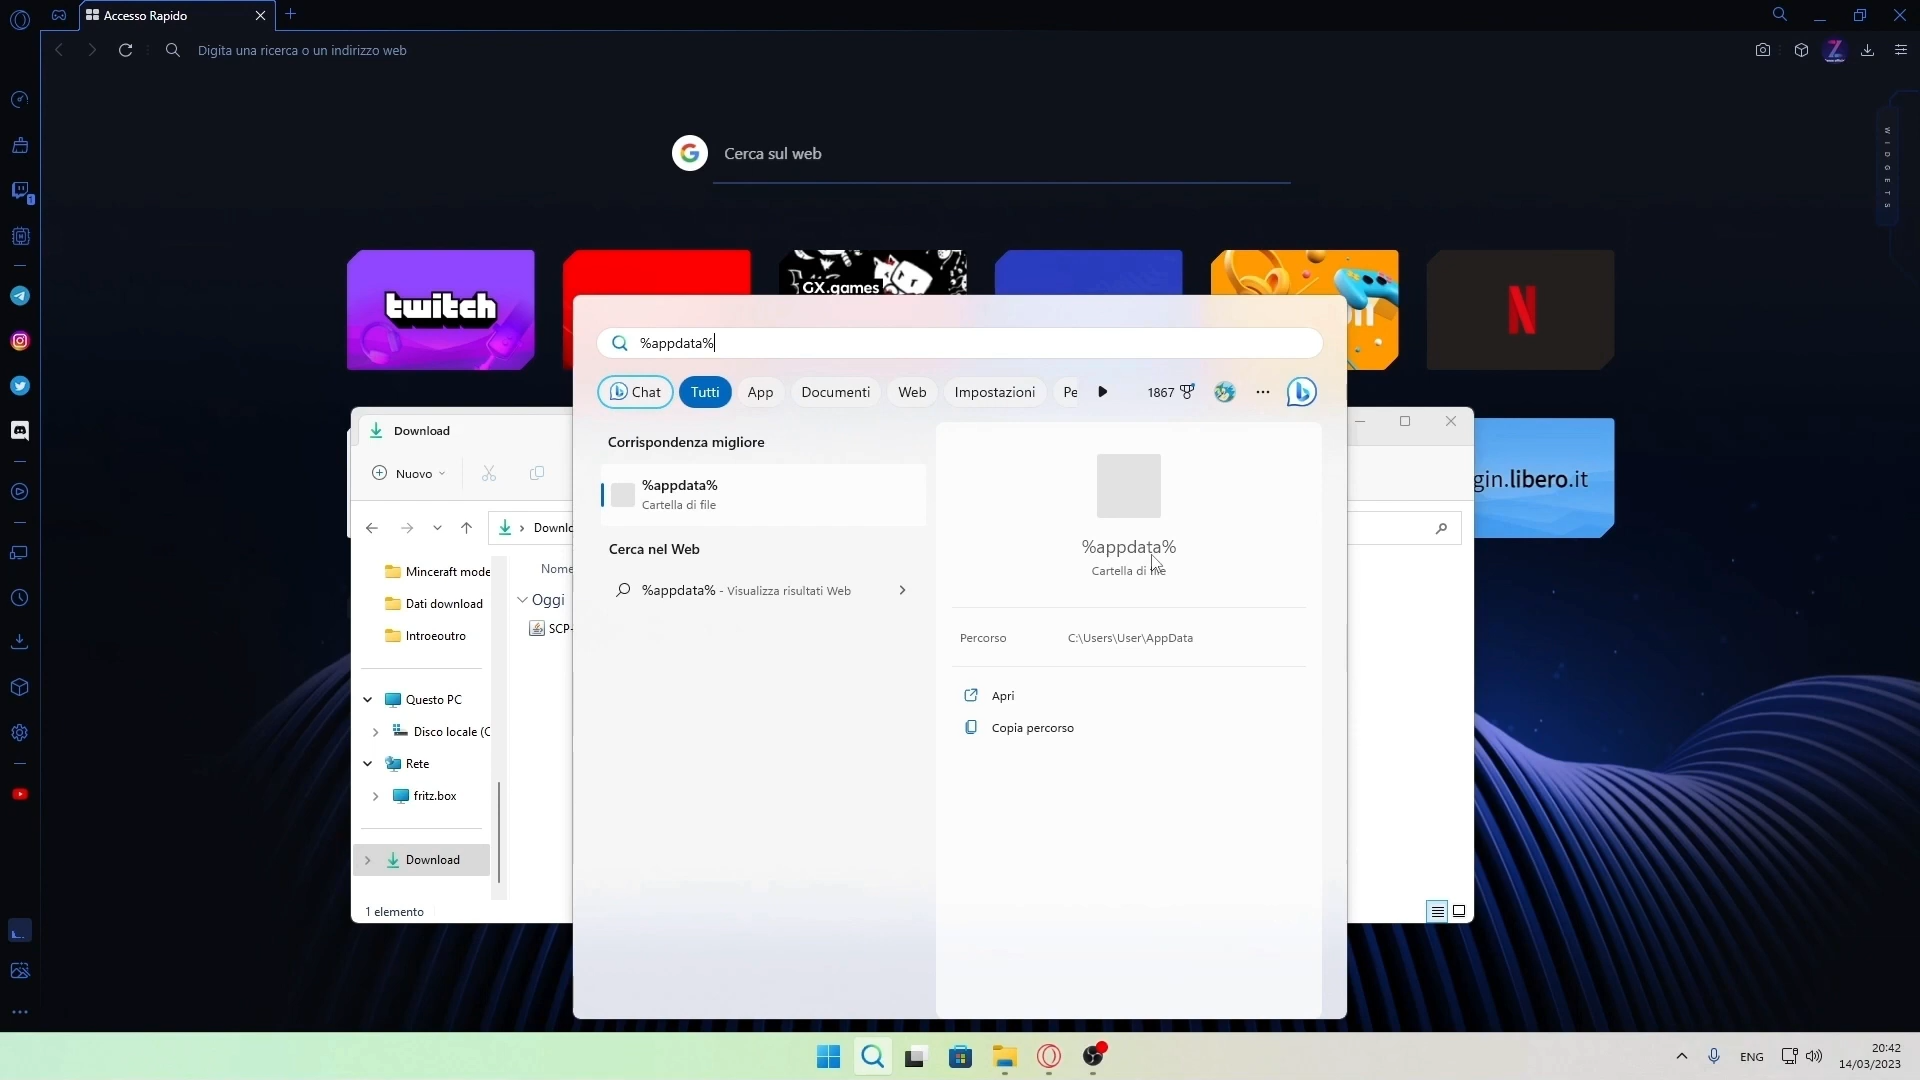 Accesso Rapido
Digita una ricerca o un indirizzo web
Cerca sul web
WIDGETS
twitch
GX.games
N
%appdata%
Chat
Tutti
App
Documenti
Web
Impostazioni
Pe
1867
Corrispondenza migliore
%appdata%
Cartella di file
Cerca nel Web
%appdata% - Visualizza risultati Web
%appdata%
Cartella di file
Percorso
C:\Users\User\AppData
Apri
Copia percorso
Download
Nuovo
gin.libero.it
Downlo
Nome
Minceraft mode
Dati download
Introeoutro
Oggi
SCP-
Questo PC
Disco locale (C
Rete
fritz.box
Download
1 elemento
ENG
20:42
14/03/2023